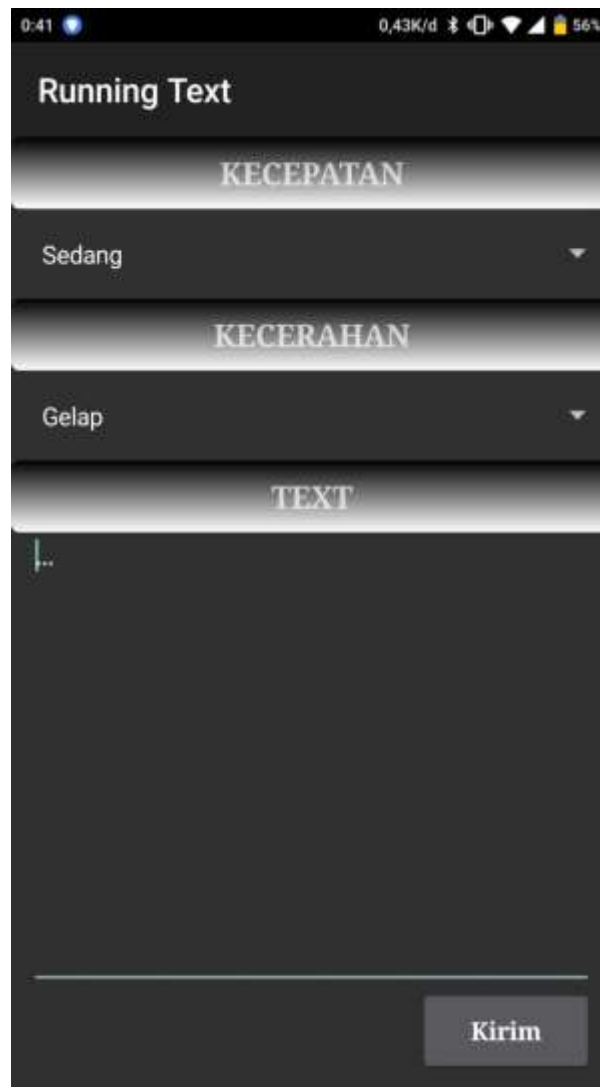 0:41 0,43K/d 56%
Running Text
KECEPATAN
Sedang
KECERAHAN
Gelap
TEXT
...
Kirim